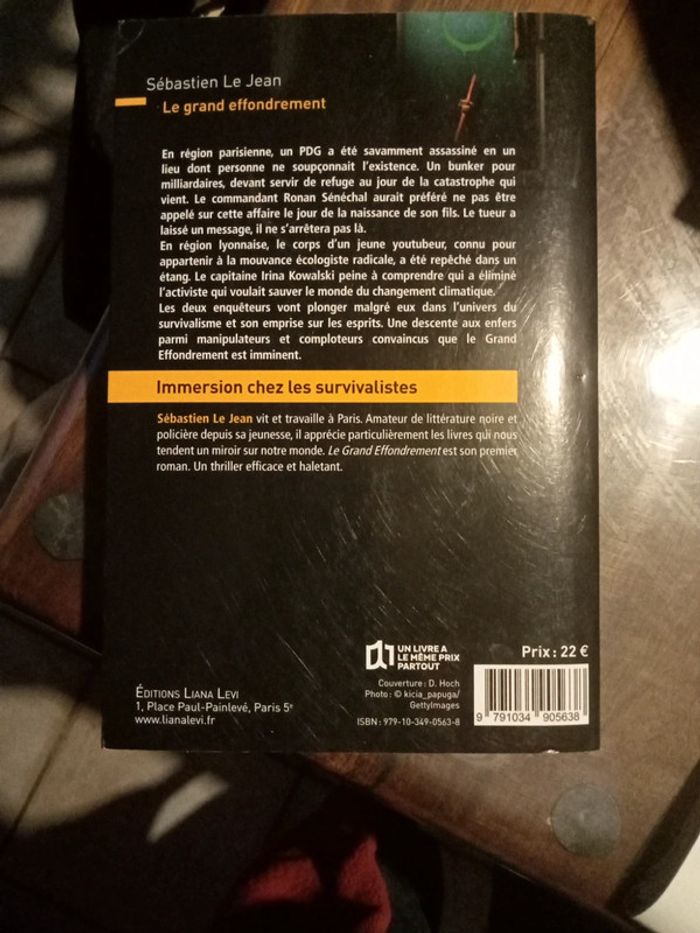 Sébastien Le Jean
Le grand effondrement
En région parisienne, un PDG a été savamment assassiné en un
lieu dont personne ne soupçonnait l'existence. Un bunker pour
milliardaires, devant servir de refuge au jour de la catastrophe qui
vient. Le commandant Ronan Sénéchal aurait préféré ne pas être
appelé sur cette affaire le jour de la naissance de son fils. Le tueur a
laissé un message, il ne s'arrêtera pas là.
En région lyonnaise, le corps d'un jeune youtubeur, connu pour
appartenir à la mouvance écologiste radicale, a été repêché dans un
étang. Le capitaine Irina Kowalski peine à comprendre qui a éliminé
l'activiste qui voulait sauver le monde du changement climatique.
Les deux enquêteurs vont plonger malgré eux dans l'univers du
survivalisme et son emprise sur les esprits. Une descente aux enfers
parmi manipulateurs et comploteurs convaincus que le Grand
Effondrement est imminent.
Immersion chez les survivalistes
Sébastien Le Jean vit et travaille à Paris. Amateur de littérature noire et
policière depuis sa jeunesse, il apprécie particulièrement les livres qui nous
tendent un miroir sur notre monde. Le Grand Effondrement est son premier
roman. Un thriller efficace et haletant.
ÉDITIONS LIANA LEVI
1, Place Paul-Painlevé, Paris 5e
www.lianalevi.fr
UN LIVRE A
LE MÊME PRIX
PARTOUT
Couverture : D. Hoch
Photo : © kicia_papuga/
GettyImages
ISBN : 979-10-349-0563-8
Prix : 22 €
9 791034 905638